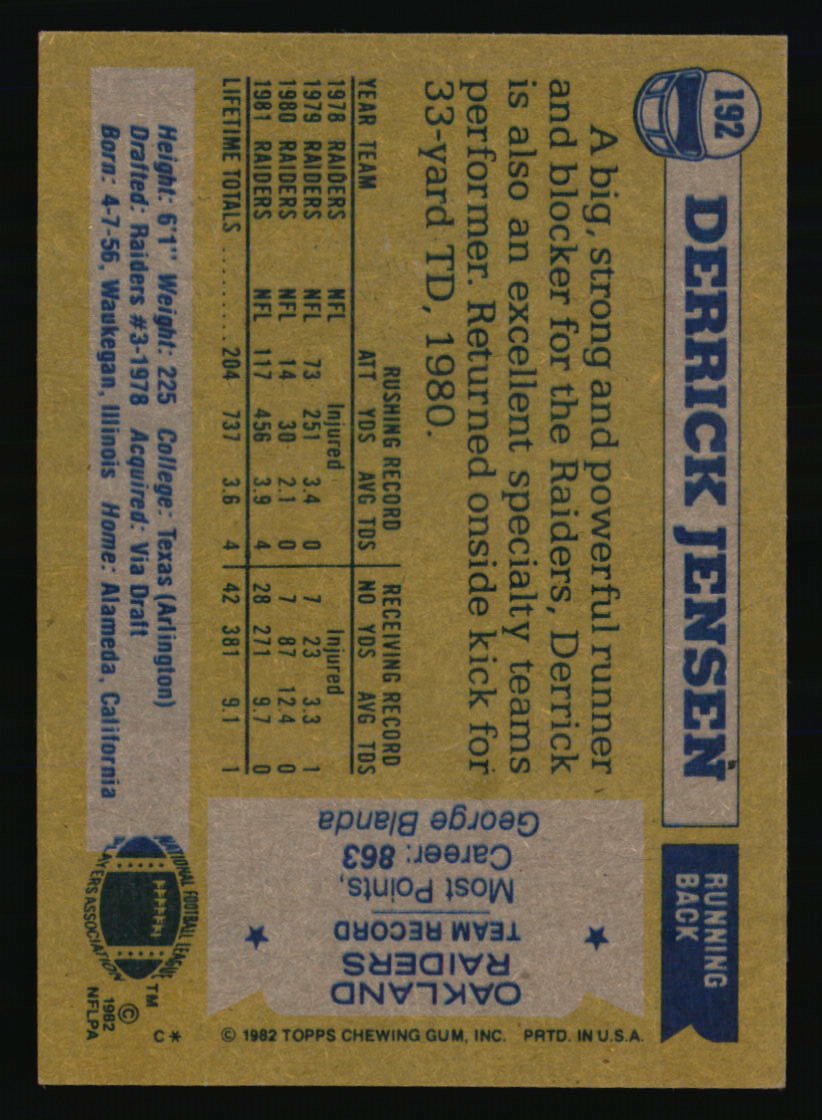 192
DERRICK JENSEN
RUNNING
BACK
A big, strong and powerful runner
and blocker for the Raiders, Derrick
is also an excellent specialty teams
performer. Returned onside kick for
33-yard TD, 1980.
RUSHING RECORD RECEIVING RECORD
YEAR TEAM ATT YDS AVG TDS NO YDS AVG TDS
1978 RAIDERS NFL Injured Injured
1979 RAIDERS NFL 73 251 3.4 0 7 23 3.3 1
1980 RAIDERS NFL 14 30 2.1 0 7 87 12.4 0
1981 RAIDERS NFL 117 456 3.9 4 28 271 9.7 0
LIFETIME TOTALS ......... 204 737 3.6 4 42 381 9.1 1
Height: 6'1" Weight: 225 College: Texas (Arlington)
Drafted: Raiders #3-1978 Acquired: Via Draft
Born: 4-7-56, Waukegan, Illinois Home: Alameda, California
OAKLAND
RAIDERS
TEAM RECORD
Most Points,
Career: 863
George Blanda
NATIONAL FOOTBALL LEAGUE
PLAYERS ASSOCIATION
NFLPA
TM
©
1982
NFLPA
C*
© 1982 TOPPS CHEWING GUM, INC. PRTD. IN U.S.A.